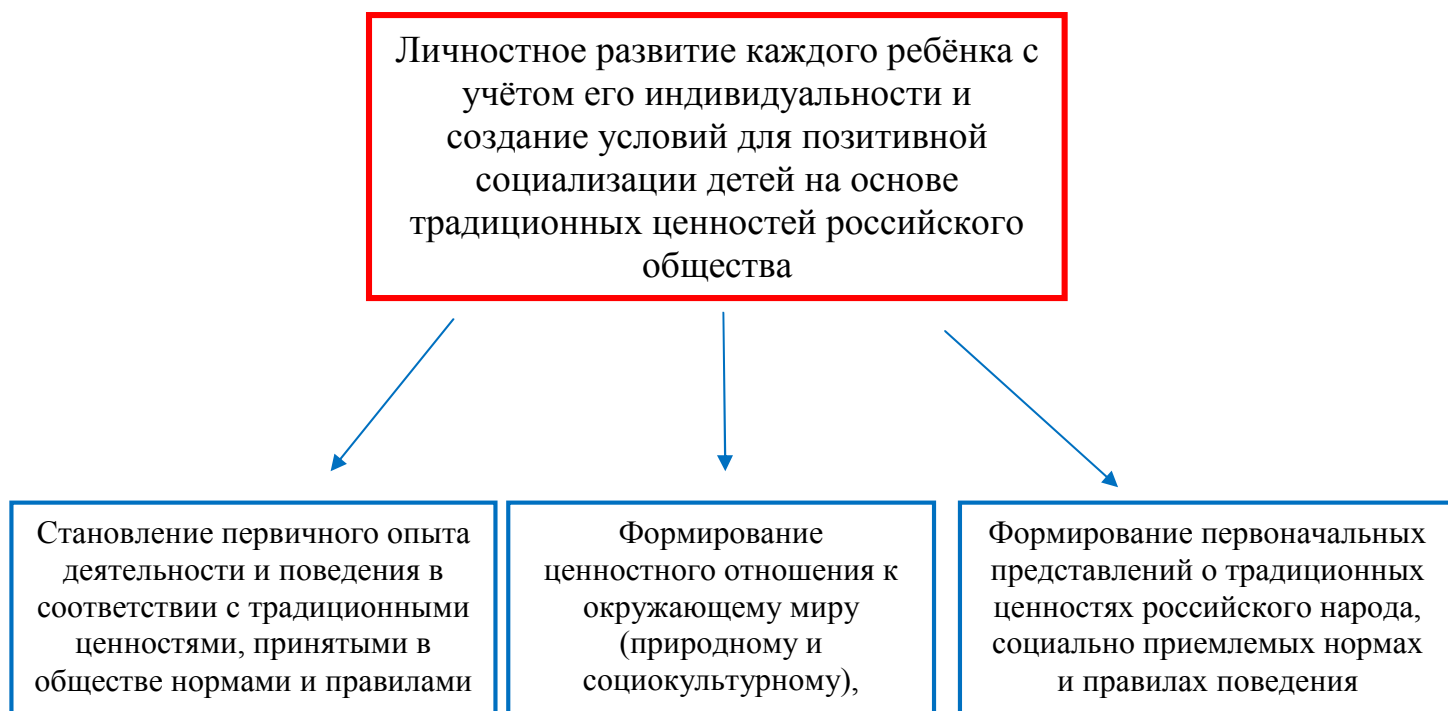 Личностное развитие каждого ребёнка с
учётом его индивидуальности и
создание условий для позитивной
социализации детей на основе
традиционных ценностей российского
общества
Становление первичного опыта
деятельности и поведения в
соответствии с традиционными
ценностями, принятыми в
обществе нормами и правилами
Формирование
ценностного отношения к
окружающему миру
(природному и
социокультурному),
Формирование первоначальных
представлений о традиционных
ценностях российского народа,
социально приемлемых нормах
и правилах поведения